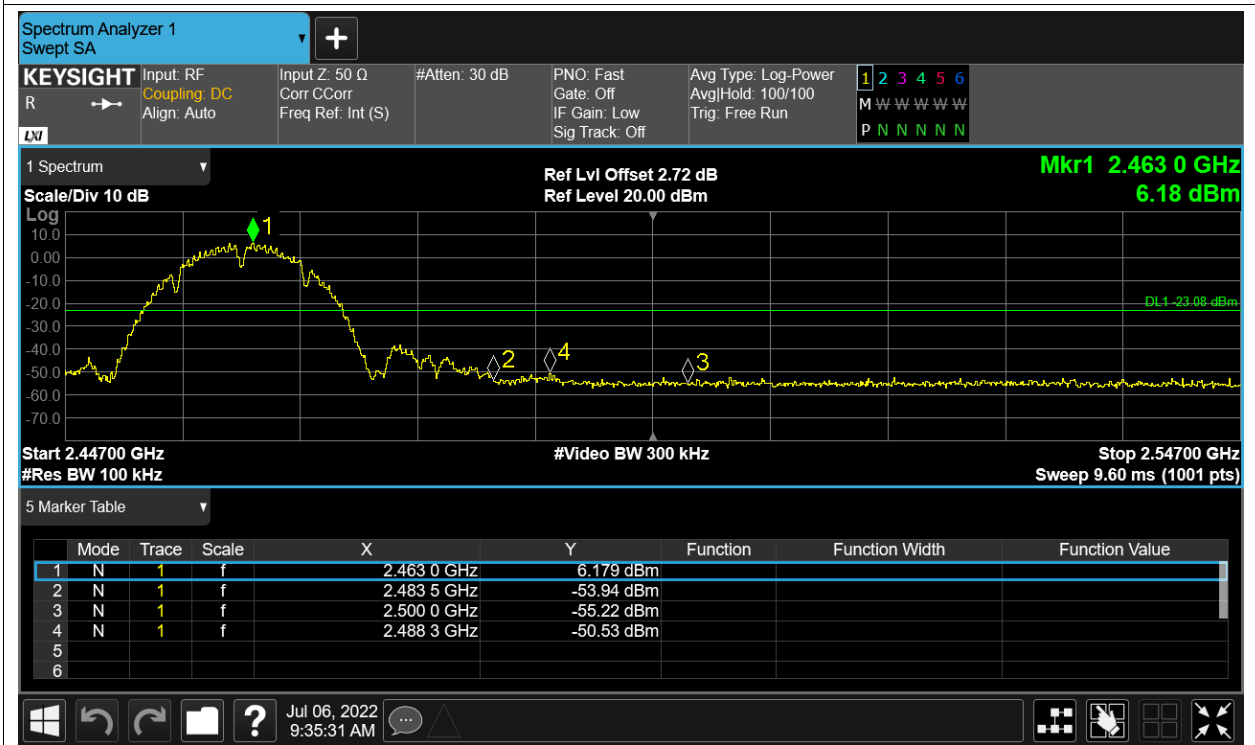 Spectrum Analyzer 1
Swept SA
KEYSIGHT Input: RF Input Z: 50 Ω #Atten: 30 dB PNO: Fast Avg Type: Log-Power 1 2 3 4 5 6
R Coupling: DC Corr CCorr Gate: Off Avg|Hold: 100/100 M W W W W W W
Align: Auto Freq Ref: Int (S) IF Gain: Low Trig: Free Run
LXI Sig Track: Off P N N N N N N
1 Spectrum Ref Lvl Offset 2.72 dB Mkr1 2.463 0 GHz
Scale/Div 10 dB Ref Level 20.00 dBm 6.18 dBm
Log
10.0
0.00
-10.0
-20.0
-30.0
-40.0
-50.0
-60.0
-70.0
1
DL1 -23.08 dBm
2
4
3
Start 2.44700 GHz #Video BW 300 kHz Stop 2.54700 GHz
#Res BW 100 kHz Sweep 9.60 ms (1001 pts)
5 Marker Table
Mode Trace Scale X Y Function Function Width Function Value
1 N 1 f 2.463 0 GHz 6.179 dBm
2 N 1 f 2.483 5 GHz -53.94 dBm
3 N 1 f 2.500 0 GHz -55.22 dBm
4 N 1 f 2.488 3 GHz -50.53 dBm
5
6
? Jul 06, 2022
9:35:31 AM